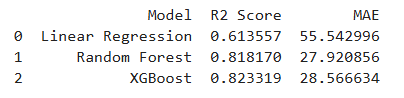 Model R2 Score MAE
0 Linear Regression 0.613557 55.542996
1 Random Forest 0.818170 27.920856
2 XGBoost 0.823319 28.566634